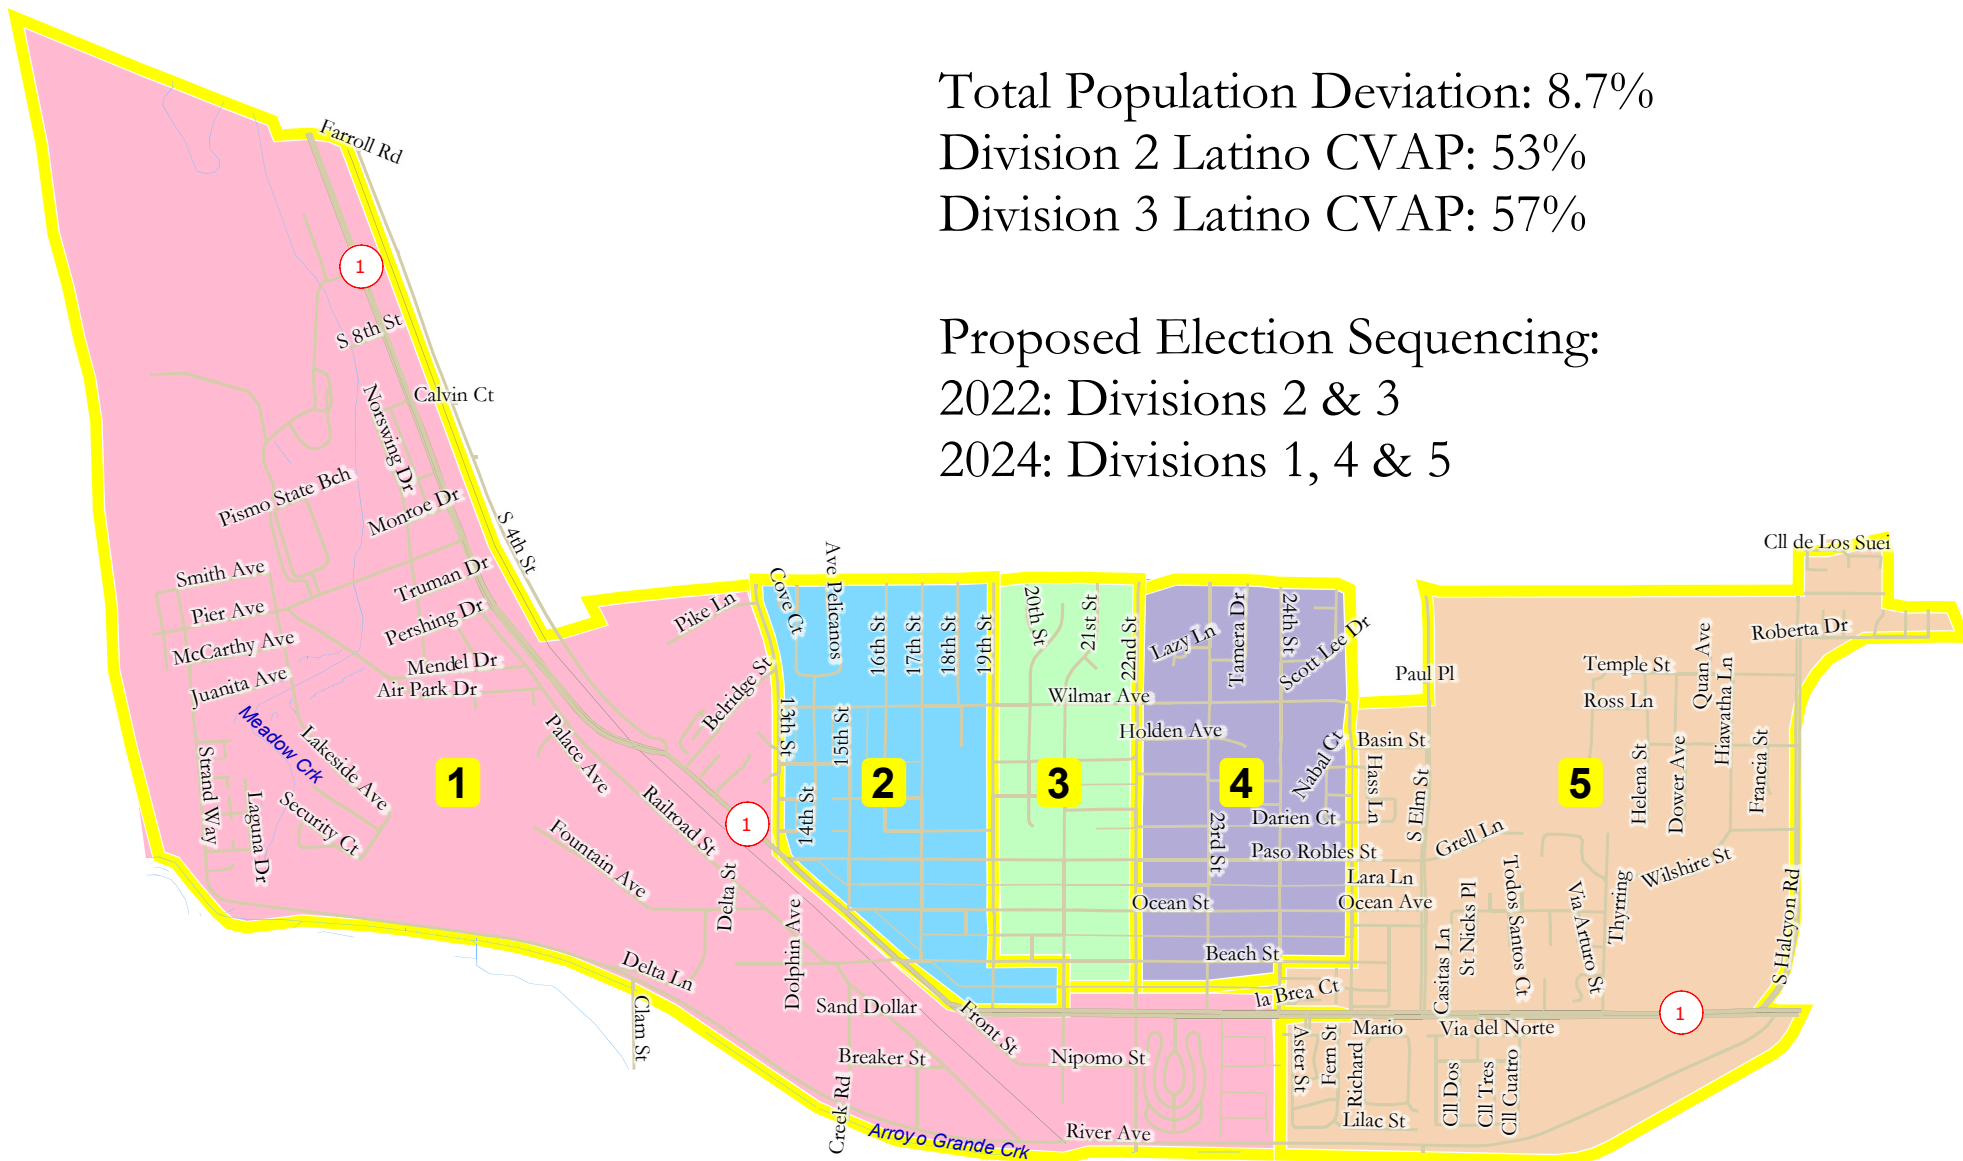 Total Population Deviation: 8.7%
Division 2 Latino CVAP: 53%
Division 3 Latino CVAP: 57%
Proposed Election Sequencing:
2022: Divisions 2 & 3
2024: Divisions 1, 4 & 5
Farroll Rd
1
S 8th St
Calvin Ct
Norswing Dr
Pismo State Bch
Monroe Dr
S 4th St
Smith Ave
Truman Dr
Pier Ave
Pershing Dr
McCarthy Ave
Mendel Dr
Juanita Ave
Air Park Dr
Meadow Crk
Lakeside Ave
Strand Way
Laguna Dr
Security Ct
1
Palace Ave
Railroad St
Fountain Ave
Delta St
Dolphin Ave
Delta Ln
Clam St
Sand Dollar
Breaker St
Creek Rd
Arroyo Grande Crk
Front St
Nipomo St
River Ave
Pike Ln
Belridge St
1
Cove Ct
Ave Pelicanos
13th St
14th St
15th St
16th St
17th St
18th St
19th St
2
20th St
21st St
22nd St
Wilmar Ave
3
Holden Ave
Lazy Ln
Tamera Dr
24th St
Scott Lee Dr
4
Nabal Ct
Darien Ct
23rd St
Paso Robles St
Ocean St
Beach St
la Brea Ct
Cll de Los Suei
Roberta Dr
Paul Pl
Temple St
Ross Ln
Quan Ave
Hiawatha Ln
Basin St
Hass Ln
S Elm St
5
Helena St
Dower Ave
Francia St
Grell Ln
Wilshire St
Lara Ln
Ocean Ave
Casitas Ln
St Nicks Pl
Todos Santos Ct
Via Arturo St
Thyrring
S Halcyon Rd
1
Aster St
Fern St
Richard
Mario
Via del Norte
Cll Dos
Cll Tres
Cll Cuatro
Lilac St